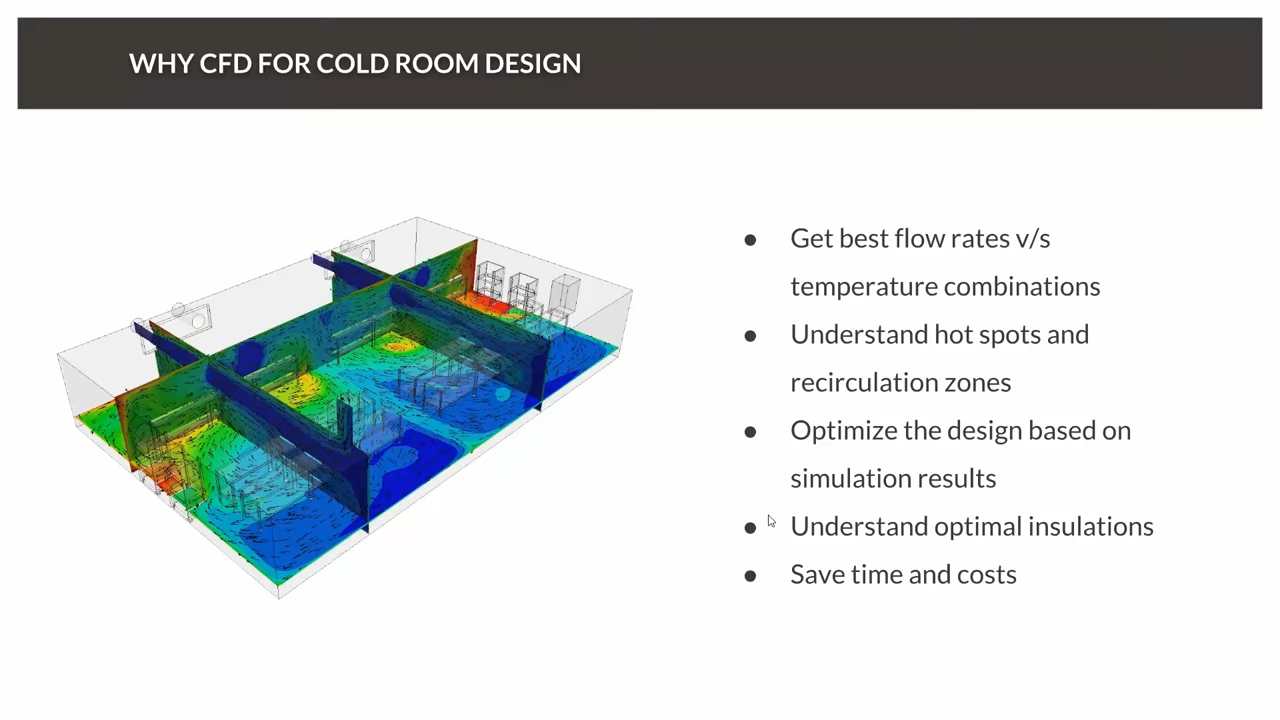 WHY CFD FOR COLD ROOM DESIGN
● Get best flow rates v/s
temperature combinations
● Understand hot spots and
recirculation zones
● Optimize the design based on
simulation results
● Understand optimal insulations
● Save time and costs